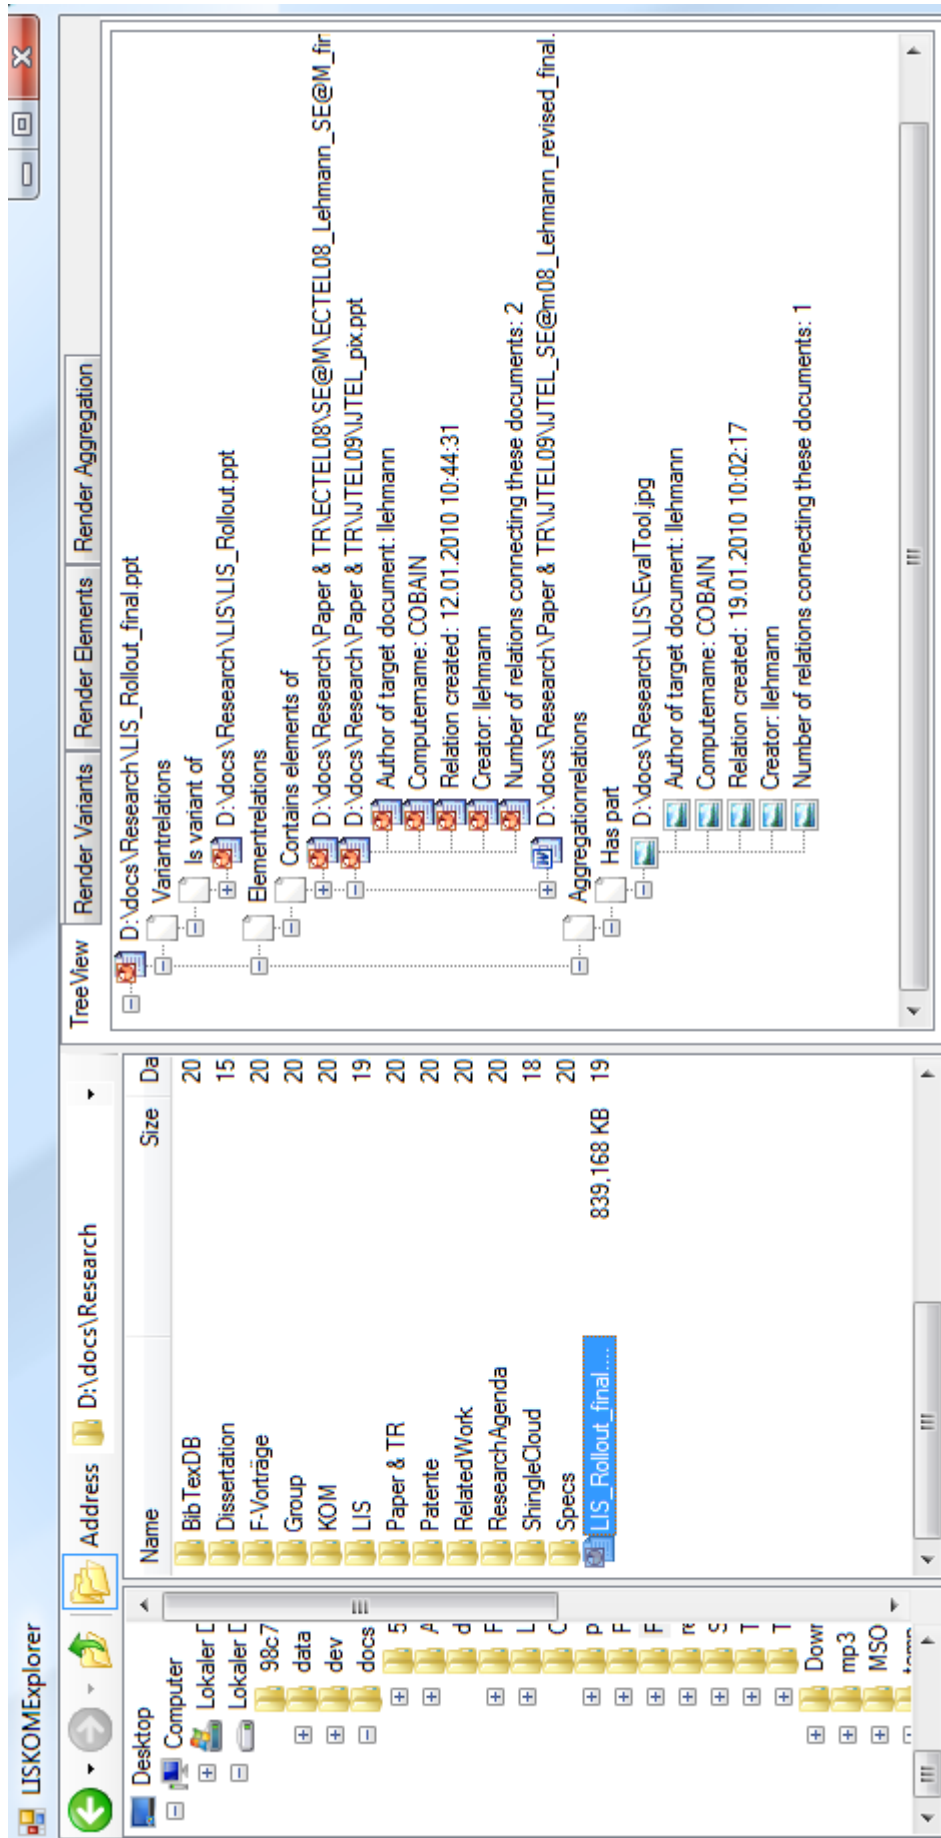 LISKOMExplorer
Address D:\docs\Research
Desktop
Computer
Lokaler D
Lokaler D
98c7
data
dev
docs
5
A
d
F
L
C
p
F
F
re
S
T
T
Dowr
mp3
MSO
temp
Name Size Da
BibTexDB 20
Dissertation 15
F-Vorträge 20
Group 20
KOM 20
LIS 19
Paper & TR 20
Patente 20
RelatedWork 20
ResearchAgenda 20
ShingleCloud 18
Specs 20
LIS_Rollout_final.... 839,168 KB 19
TreeView Render Variants Render Elements Render Aggregation
D:\docs\Research\LIS_Rollout_final.ppt
Variantrelations
Is variant of
D:\docs\Research\LIS\LIS_Rollout.ppt
Elementrelations
Contains elements of
D:\docs\Research\Paper & TR\ECTEL08\SE@M\ECTEL08_Lehmann_SE@M_fin
D:\docs\Research\Paper & TR\IJTEL09\IJTEL_pix.ppt
Author of target document: llehmann
Computername: COBAIN
Relation created: 12.01.2010 10:44:31
Creator: llehmann
Number of relations connecting these documents: 2
D:\docs\Research\Paper & TR\IJTEL09\IJTEL_SE@m08_Lehmann_revised_final.
Aggregationrelations
Has part
D:\docs\Research\LIS\EvalTool.jpg
Author of target document: llehmann
Computername: COBAIN
Relation created: 19.01.2010 10:02:17
Creator: llehmann
Number of relations connecting these documents: 1